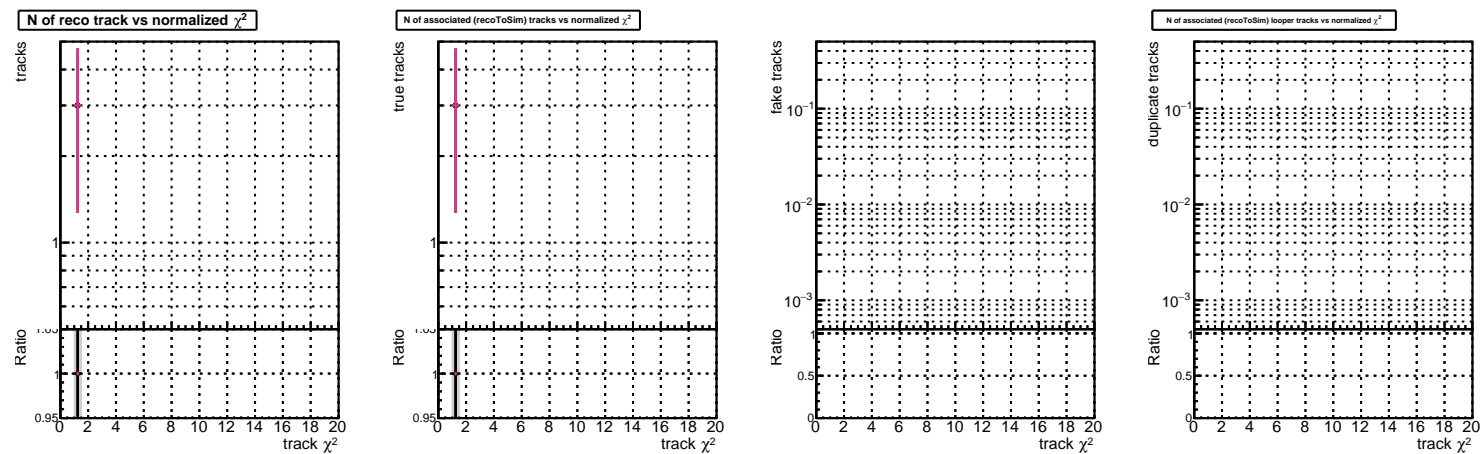 N of reco track vs normalized χ²
tracks
1
Ratio
1.05
1
0.95
0 2 4 6 8 10 12 14 16 18 20
track χ²
N of associated (recoToSim) tracks vs normalized χ²
true tracks
1
Ratio
1.05
1
0.95
0 2 4 6 8 10 12 14 16 18 20
track χ²
fake tracks
10⁻¹
10⁻²
10⁻³
Ratio
1
0.5
0
0 2 4 6 8 10 12 14 16 18 20
track χ²
N of associated (recoToSim) looper tracks vs normalized χ²
duplicate tracks
10⁻¹
10⁻²
10⁻³
Ratio
1
0.5
0
0 2 4 6 8 10 12 14 16 18 20
track χ²